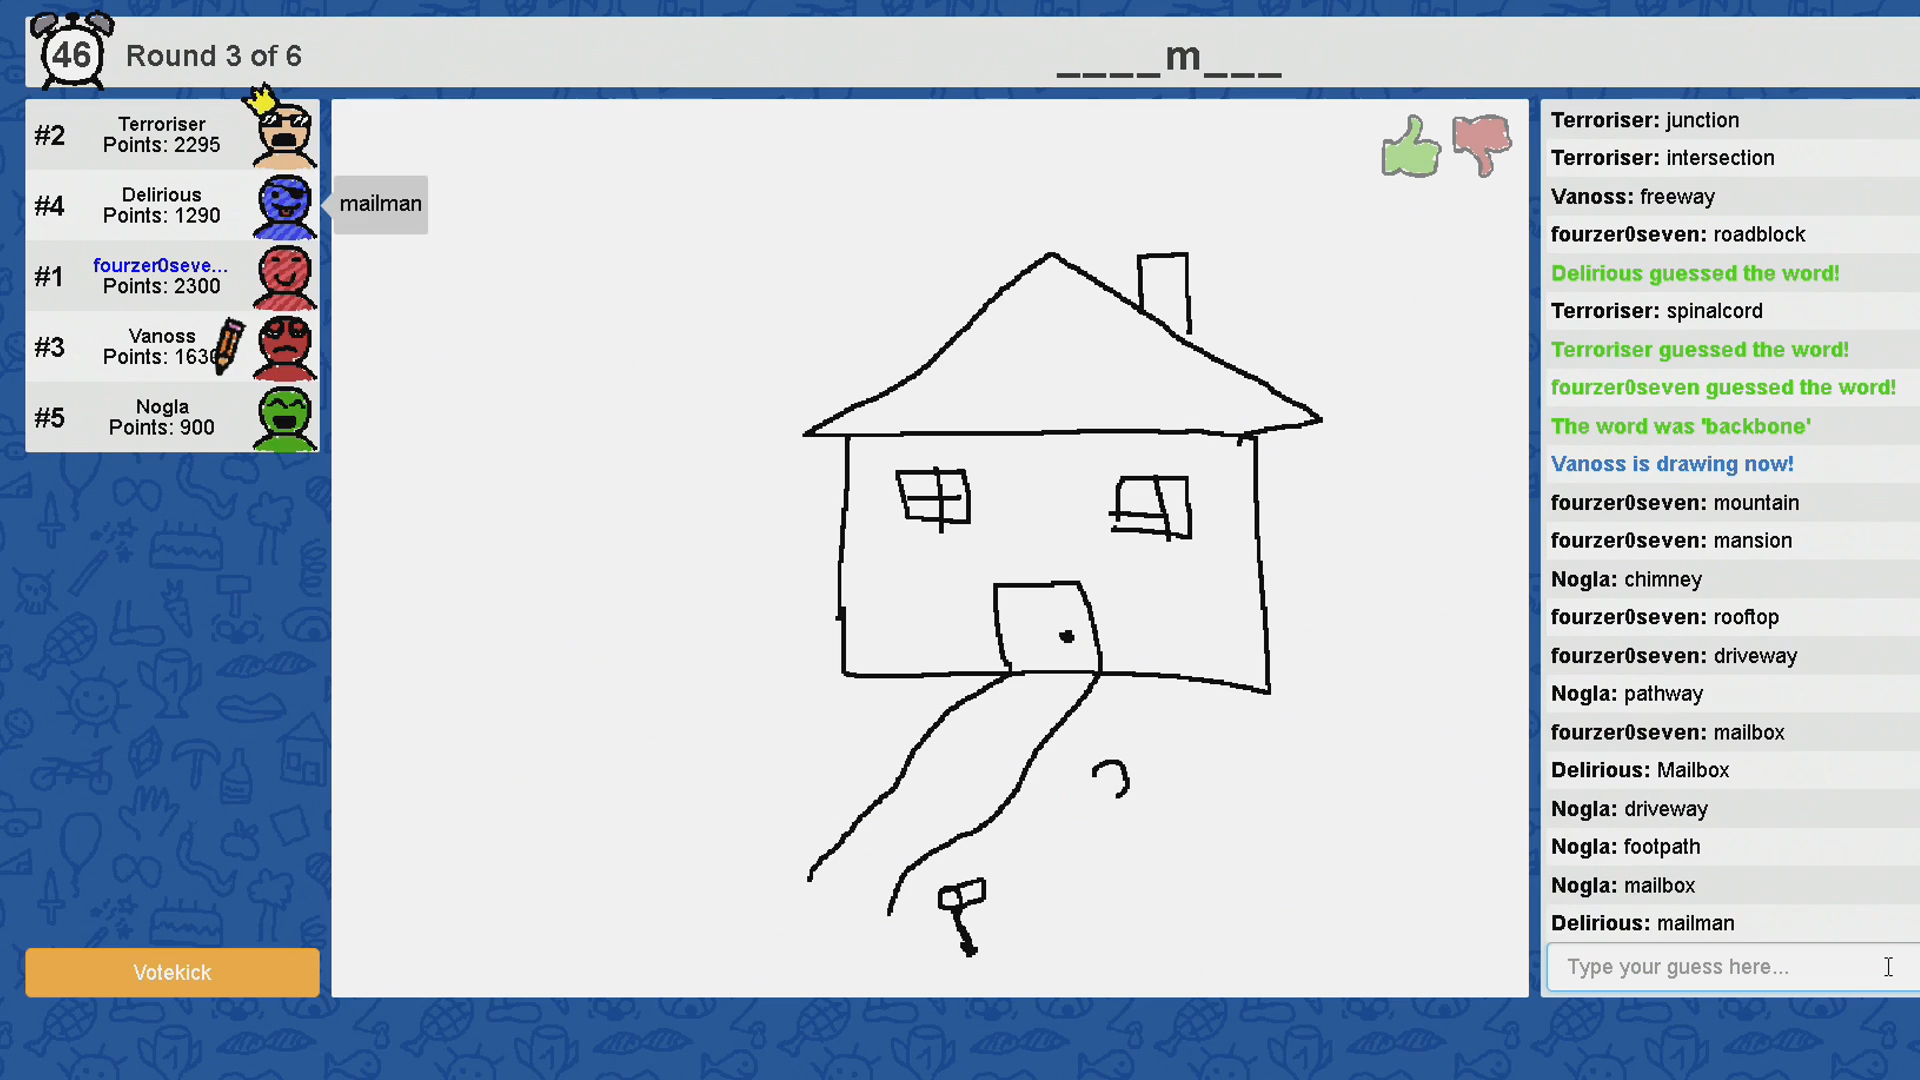 46
Round 3 of 6
____m___
#2
Terroriser
Points: 2295
#4
Delirious
Points: 1290
mailman
#1
fourzer0seve...
Points: 2300
#3
Vanoss
Points: 1630
#5
Nogla
Points: 900
Votekick
Terroriser: junction
Terroriser: intersection
Vanoss: freeway
fourzer0seven: roadblock
Delirious guessed the word!
Terroriser: spinalcord
Terroriser guessed the word!
fourzer0seven guessed the word!
The word was 'backbone'
Vanoss is drawing now!
fourzer0seven: mountain
fourzer0seven: mansion
Nogla: chimney
fourzer0seven: rooftop
fourzer0seven: driveway
Nogla: pathway
fourzer0seven: mailbox
Delirious: Mailbox
Nogla: driveway
Nogla: footpath
Nogla: mailbox
Delirious: mailman
Type your guess here...